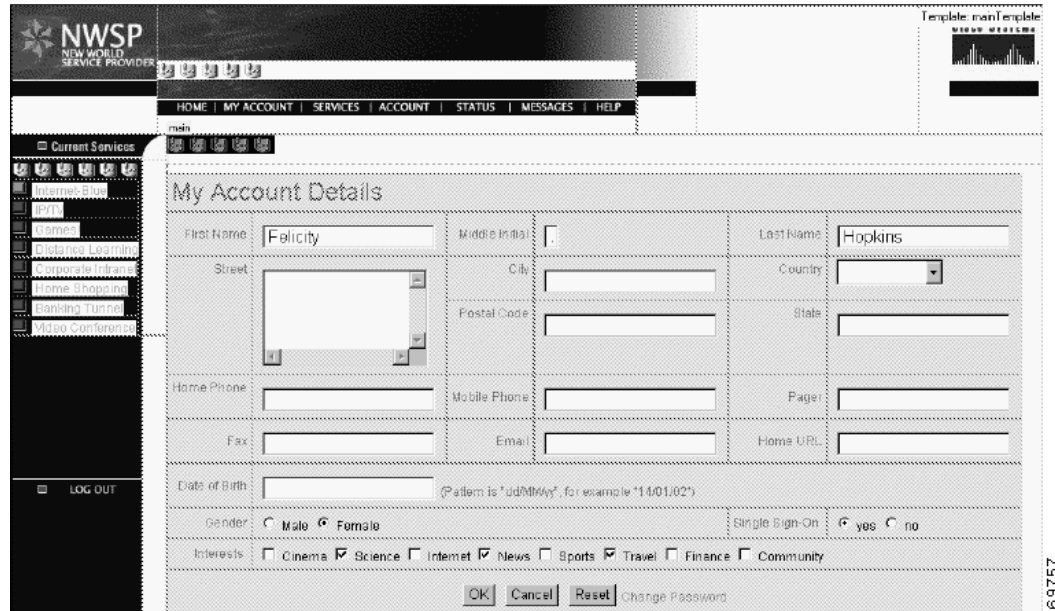 Template: mainTemplate
NWSP
NEW WORLD
SERVICE PROVIDER
CISCO SYSTEMS
HOME | MY ACCOUNT | SERVICES | ACCOUNT | STATUS | MESSAGES | HELP
main
Current Services
Internet-Blue
IP/TV
Games
Distance Learning
Corporate Intranet
Home Shopping
Banking Tunnel
Video Conference
LOG OUT
My Account Details
First Name Felicity Middle Initial . Last Name Hopkins
Street City Country
Postal Code State
Home Phone Mobile Phone Pager
Fax Email Home URL
Date of Birth (Pattern is "dd/MM/yy", for example "14/01/02")
Gender Male Female Single Sign-On yes no
Interests Cinema Science Internet News Sports Travel Finance Community
OK Cancel Reset Change Password
69757